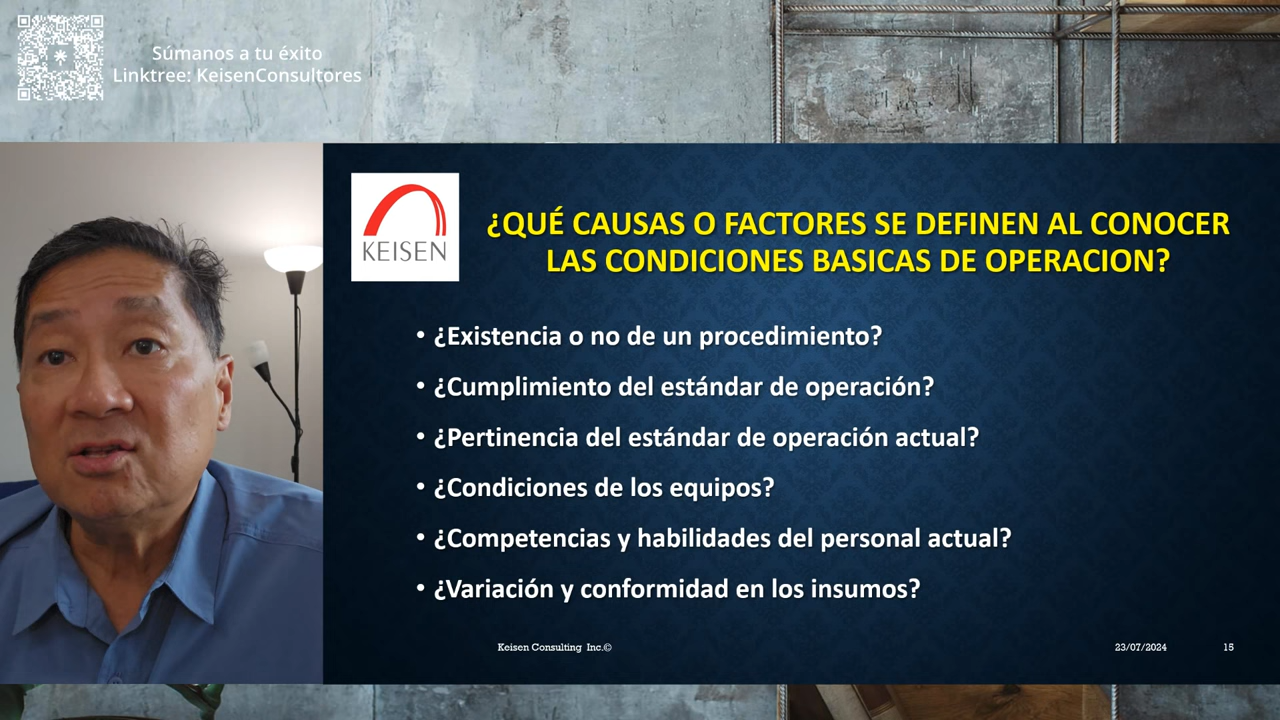 Súmanos a tu éxito
Linktree: KeisenConsultores
KEISEN
¿QUÉ CAUSAS O FACTORES SE DEFINEN AL CONOCER
LAS CONDICIONES BASICAS DE OPERACION?
• ¿Existencia o no de un procedimiento?
• ¿Cumplimiento del estándar de operación?
• ¿Pertinencia del estándar de operación actual?
• ¿Condiciones de los equipos?
• ¿Competencias y habilidades del personal actual?
• ¿Variación y conformidad en los insumos?
Keisen Consulting Inc.©
23/07/2024
15